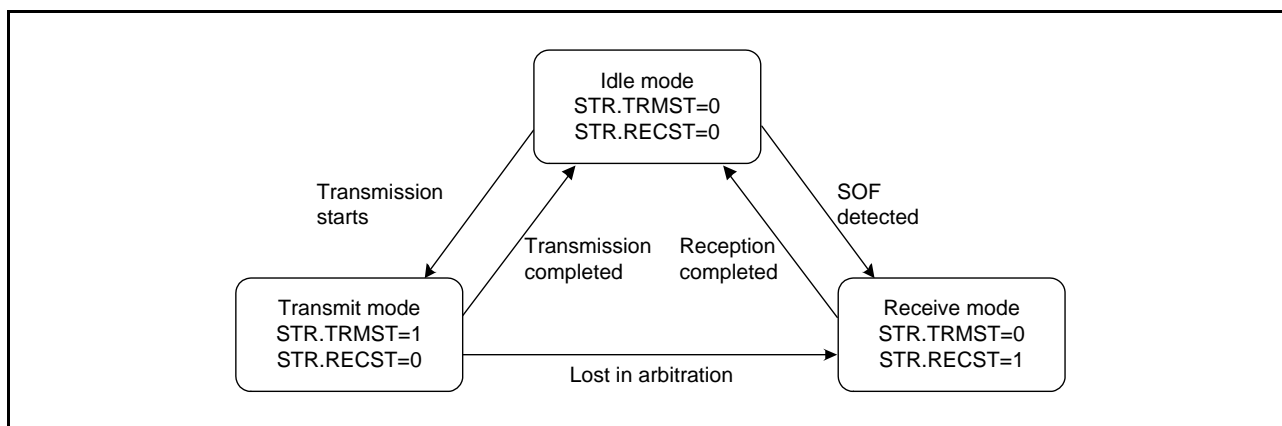 Idle mode
STR.TRMST=0
STR.RECST=0
Transmission
starts
SOF
detected
Transmission
completed
Reception
completed
Transmit mode
STR.TRMST=1
STR.RECST=0
Receive mode
STR.TRMST=0
STR.RECST=1
Lost in arbitration